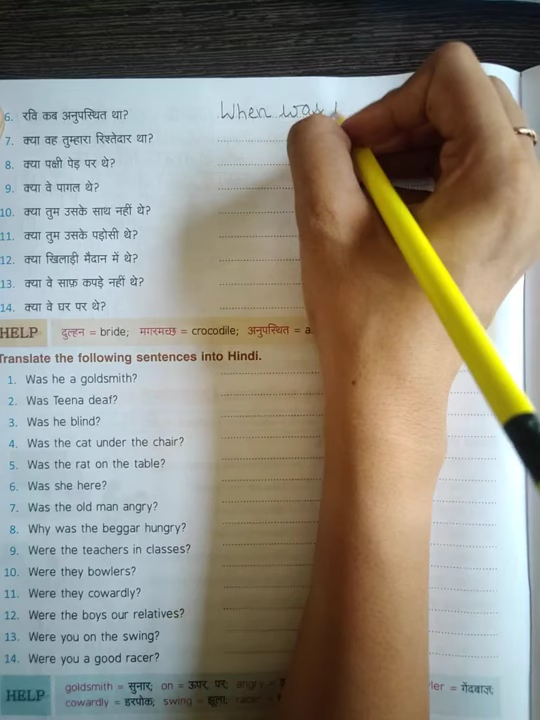 6. रवि कब अनुपस्थित था? When was
7. क्या वह तुम्हारा रिश्तेदार था?
8. क्या पक्षी पेड़ पर थे?
9. क्या वे पागल थे?
10. क्या तुम उसके साथ नहीं थे?
11. क्या तुम उसके पड़ोसी थे?
12. क्या खिलाड़ी मैदान में थे?
13. क्या वे साफ़ कपड़े नहीं थे?
14. क्या वे घर पर थे?
HELP दुल्हन = bride; मगरमच्छ = crocodile; अनुपस्थित =
Translate the following sentences into Hindi.
1. Was he a goldsmith?
2. Was Teena deaf?
3. Was he blind?
4. Was the cat under the chair?
5. Was the rat on the table?
6. Was she here?
7. Was the old man angry?
8. Why was the beggar hungry?
9. Were the teachers in classes?
10. Were they bowlers?
11. Were they cowardly?
12. Were the boys our relatives?
13. Were you on the swing?
14. Were you a good racer?
HELP goldsmith = सुनार; on = ऊपर, पर; angry = = गेंदबाज़;
cowardly = डरपोक; swing = झूला; racer =